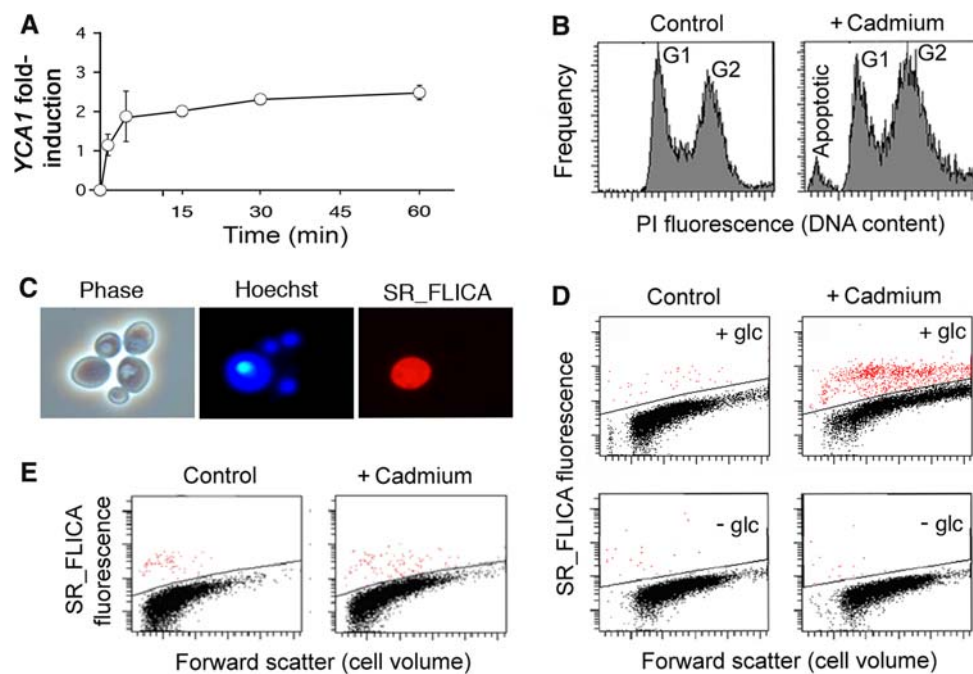 A
YCA1 fold-
induction
4
3
2
1
0
15 30 45 60
Time (min)
B
Control
+ Cadmium
Frequency
G1
G2
Apoptotic
G1
G2
PI fluorescence (DNA content)
C
Phase
Hoechst
SR_FLICA
D
Control
+ Cadmium
SR_FLICA fluorescence
+ glc
+ glc
- glc
- glc
Forward scatter (cell volume)
E
Control
+ Cadmium
SR_FLICA
fluorescence
Forward scatter (cell volume)